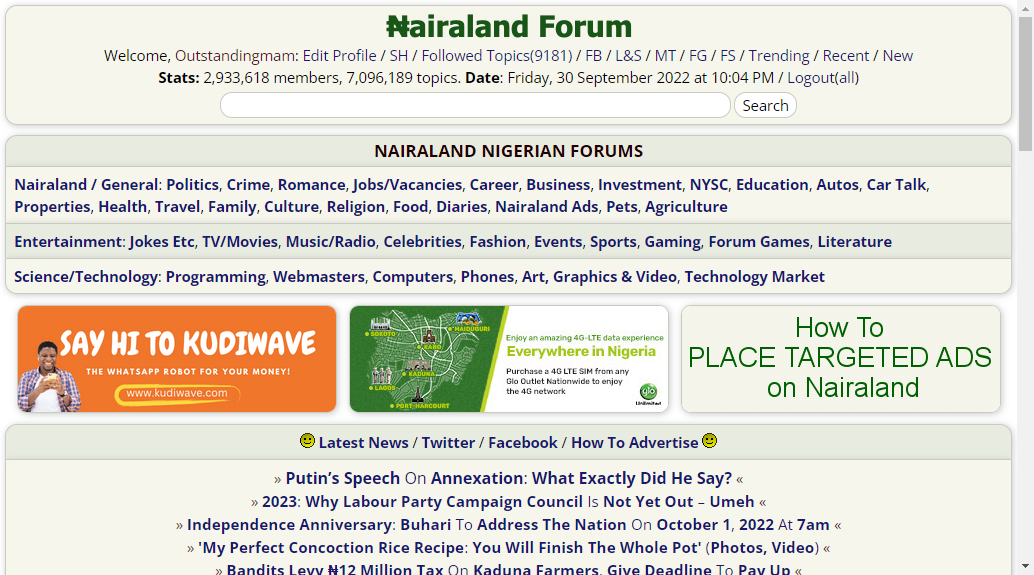 ₦airaland Forum
Welcome, Outstandingmam: Edit Profile / SH / Followed Topics(9181) / FB / L&S / MT / FG / FS / Trending / Recent / New
Stats: 2,933,618 members, 7,096,189 topics. Date: Friday, 30 September 2022 at 10:04 PM / Logout(all)
Search
NAIRALAND NIGERIAN FORUMS
Nairaland / General: Politics, Crime, Romance, Jobs/Vacancies, Career, Business, Investment, NYSC, Education, Autos, Car Talk,
Properties, Health, Travel, Family, Culture, Religion, Food, Diaries, Nairaland Ads, Pets, Agriculture
Entertainment: Jokes Etc, TV/Movies, Music/Radio, Celebrities, Fashion, Events, Sports, Gaming, Forum Games, Literature
Science/Technology: Programming, Webmasters, Computers, Phones, Art, Graphics & Video, Technology Market
SAY HI TO KUDIWAVE
THE WHATSAPP ROBOT FOR YOUR MONEY!
www.kudiwave.com
SOKOTO
MAIDUGURI
KANO
KADUNA
LAGOS
PORT-HARCOURT
Enjoy an amazing 4G-LTE data experience
Everywhere in Nigeria
Purchase a 4G LTE SIM from any
Glo Outlet Nationwide to enjoy
the 4G network
glo
Unlimited
How To
PLACE TARGETED ADS
on Nairaland
Latest News / Twitter / Facebook / How To Advertise
» Putin’s Speech On Annexation: What Exactly Did He Say? «
» 2023: Why Labour Party Campaign Council Is Not Yet Out – Umeh «
» Independence Anniversary: Buhari To Address The Nation On October 1, 2022 At 7am «
» 'My Perfect Concoction Rice Recipe: You Will Finish The Whole Pot' (Photos, Video) «
» Bandits Levy ₦12 Million Tax On Kaduna Farmers, Give Deadline To Pay Up «